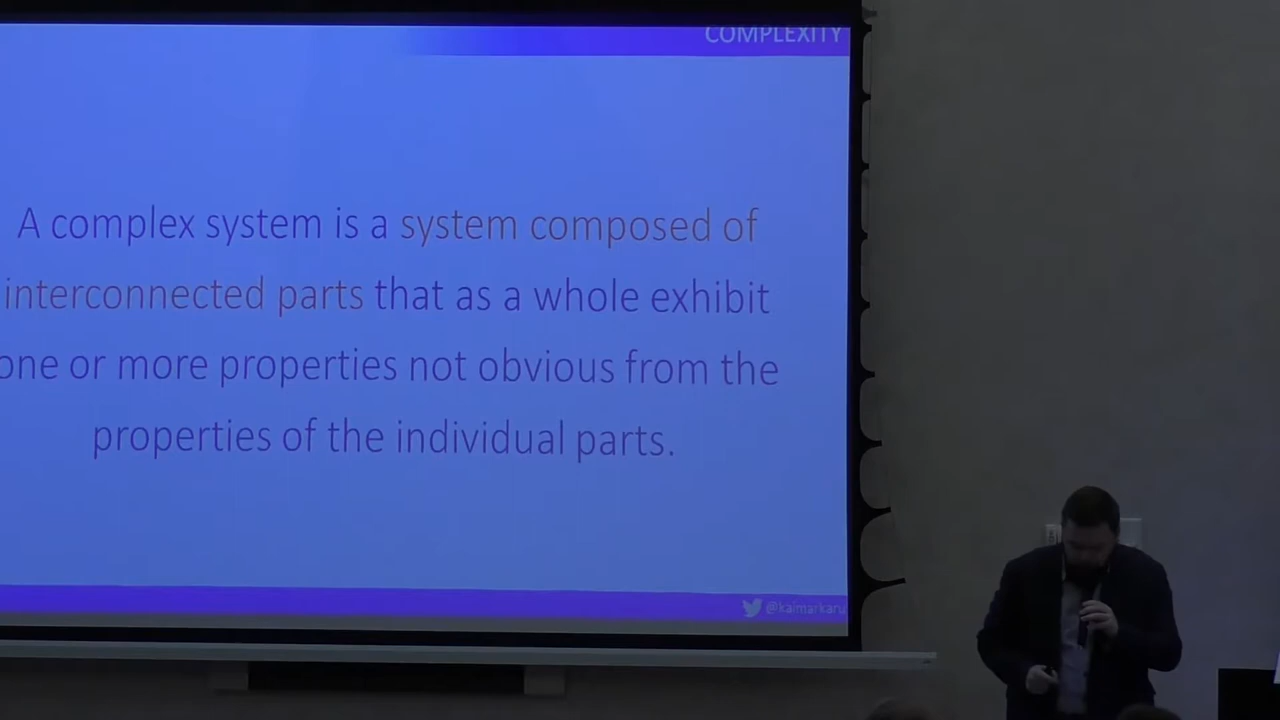 COMPLEXITY
A complex system is a system composed of
interconnected parts that as a whole exhibit
one or more properties not obvious from the
properties of the individual parts.
@kaimarkaru